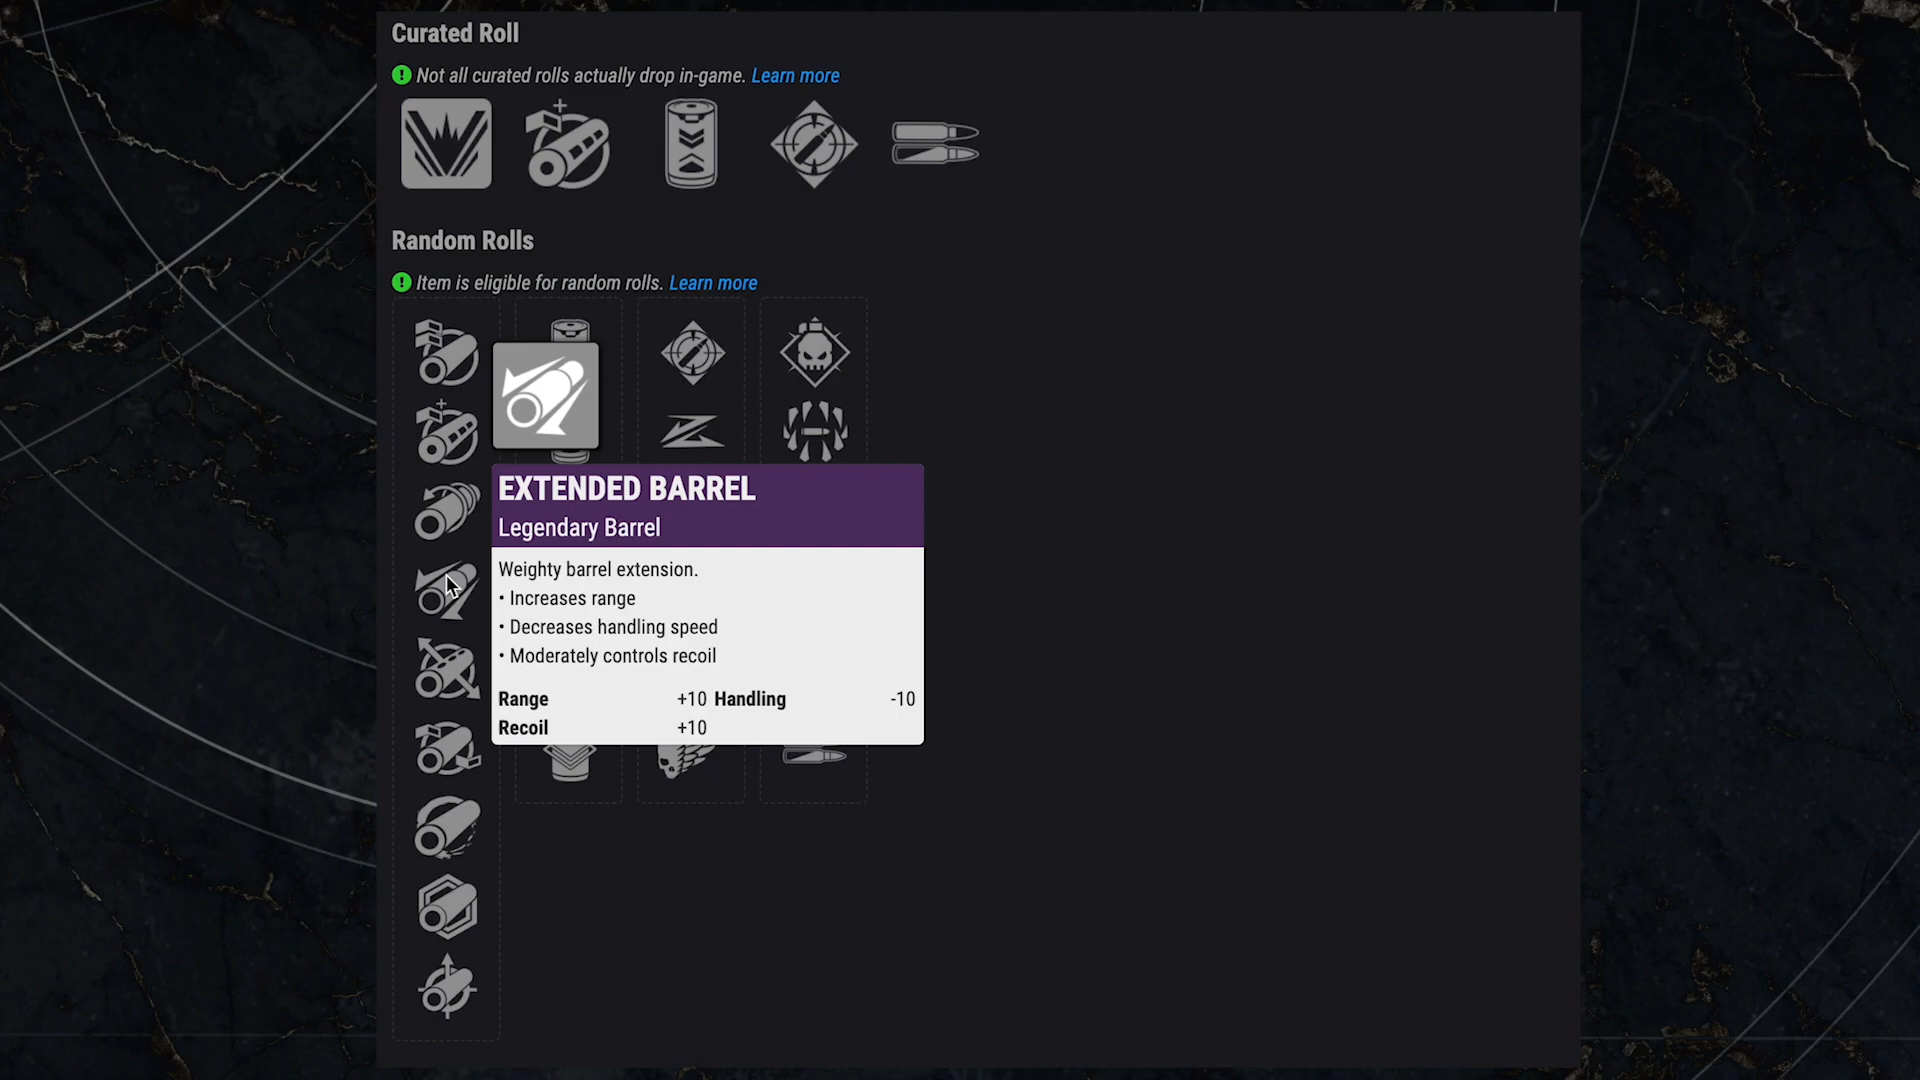 Curated Roll
Not all curated rolls actually drop in-game. Learn more
Random Rolls
Item is eligible for random rolls. Learn more
EXTENDED BARREL
Legendary Barrel
Weighty barrel extension.
• Increases range
• Decreases handling speed
• Moderately controls recoil
Range +10 Handling -10
Recoil +10